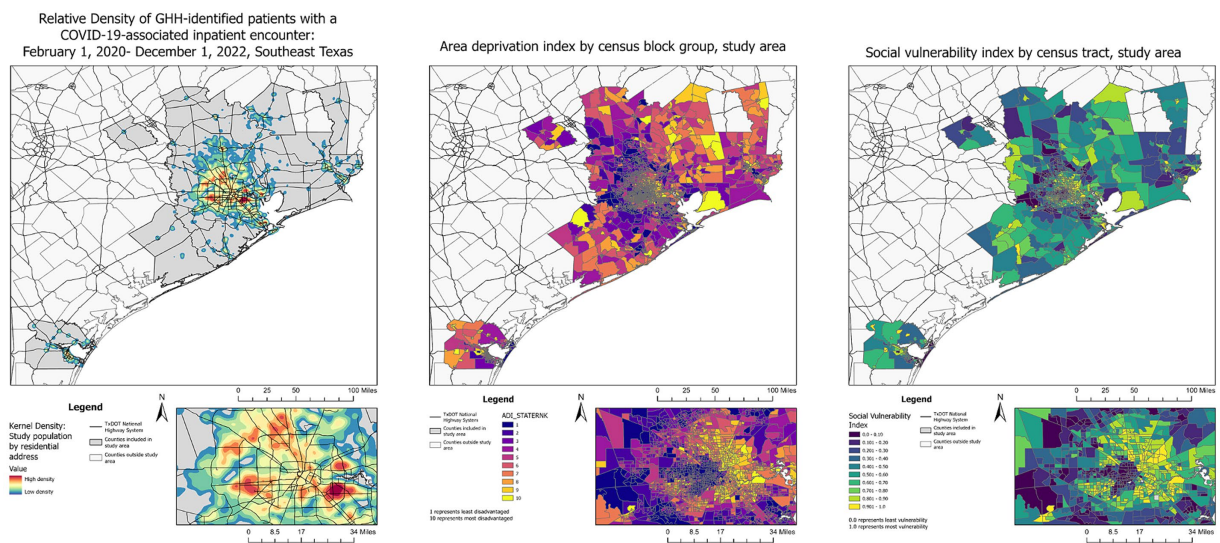 Relative Density of GHH-identified patients with a
COVID-19-associated inpatient encounter:
February 1, 2020- December 1, 2022, Southeast Texas
0 25 50 100 Miles
N
Legend
Kernel Density:
Study population
by residential
address
Value
High density
Low density
TxDOT National
Highway System
Counties included in
study area
Counties outside study
area
0 8.5 17 34 Miles
Area deprivation index by census block group, study area
0 25 50 100 Miles
N
Legend
TxDOT National
Highway System
Counties included in
study area
Counties outside study
area
ADI_STATERNK
1
2
3
4
5
6
7
8
9
10
1 represents least disadvantaged
10 represents most disadvantaged
0 8.5 17 34 Miles
Social vulnerability index by census tract, study area
0 25 50 100 Miles
N
Legend
Social Vulnerability
Index
0.0 - 0.10
0.101 - 0.20
0.201 - 0.30
0.301 - 0.40
0.401 - 0.50
0.501 - 0.60
0.601 - 0.70
0.701 - 0.80
0.801 - 0.90
0.901 - 1.0
TxDOT National
Highway System
Counties included in
study area
Counties outside study
area
0.0 represents least vulnerability
1.0 represents most vulnerability
0 8.5 17 34 Miles